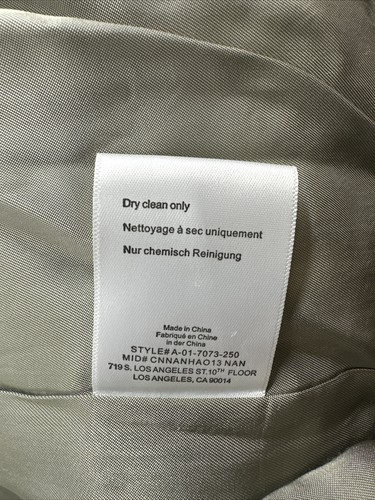 Dry clean only
Nettoyage à sec uniquement
Nur chemisch Reinigung
Made in China
Fabriqué en Chine
in der China
STYLE# A-01-7073-250
MID# CNNANHAO13 NAN
719 S. LOS ANGELES ST.10TH FLOOR
LOS ANGELES, CA 90014